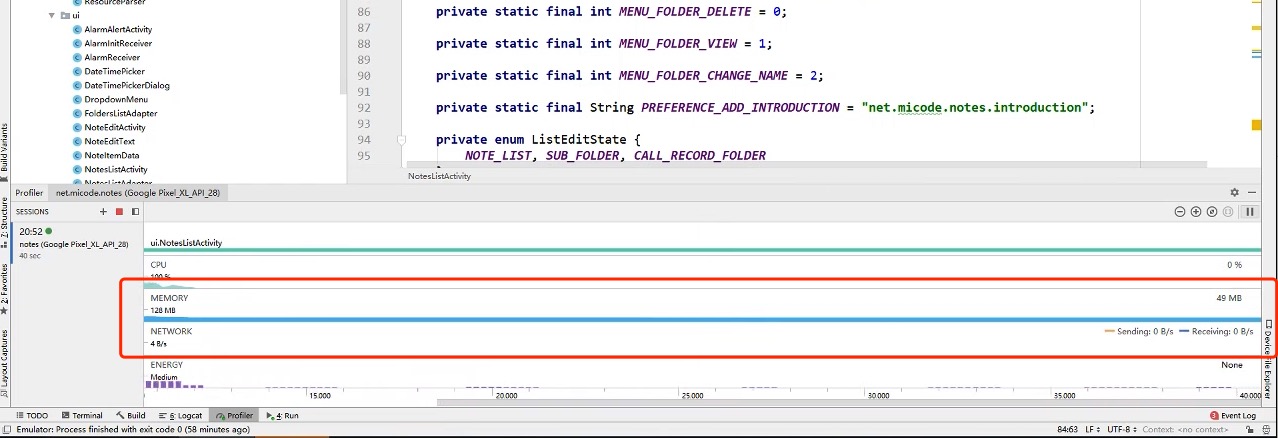 ResourceParser
ui
AlarmAlertActivity
AlarmInitReceiver
AlarmReceiver
DateTimePicker
DateTimePickerDialog
DropdownMenu
FoldersListAdapter
NoteEditActivity
NoteEditText
NoteItemData
NotesListActivity
NotesListAdapter
86 private static final int MENU_FOLDER_DELETE = 0;
87
88 private static final int MENU_FOLDER_VIEW = 1;
89
90 private static final int MENU_FOLDER_CHANGE_NAME = 2;
91
92 private static final String PREFERENCE_ADD_INTRODUCTION = "net.micode.notes.introduction";
93
94 private enum ListEditState {
95 NOTE_LIST, SUB_FOLDER, CALL_RECORD_FOLDER
NotesListActivity
Build Variants
7: Structure
2: Favorites
Layout Captures
Profiler net.micode.notes (Google Pixel_XL_API_28)
SESSIONS
20:52
notes (Google Pixel_XL_API_28)
40 sec
ui.NotesListActivity
CPU 0 %
100 %
MEMORY 49 MB
128 MB
NETWORK Sending: 0 B/s Receiving: 0 B/s
4 B/s
ENERGY None
Medium
15.000 20.000 25.000 30.000 35.000 40.000
Device File Explorer
TODO Terminal Build 6: Logcat Profiler 4: Run 3 Event Log
Emulator: Process finished with exit code 0 (58 minutes ago) 84:63 LF UTF-8 Context: <no context>